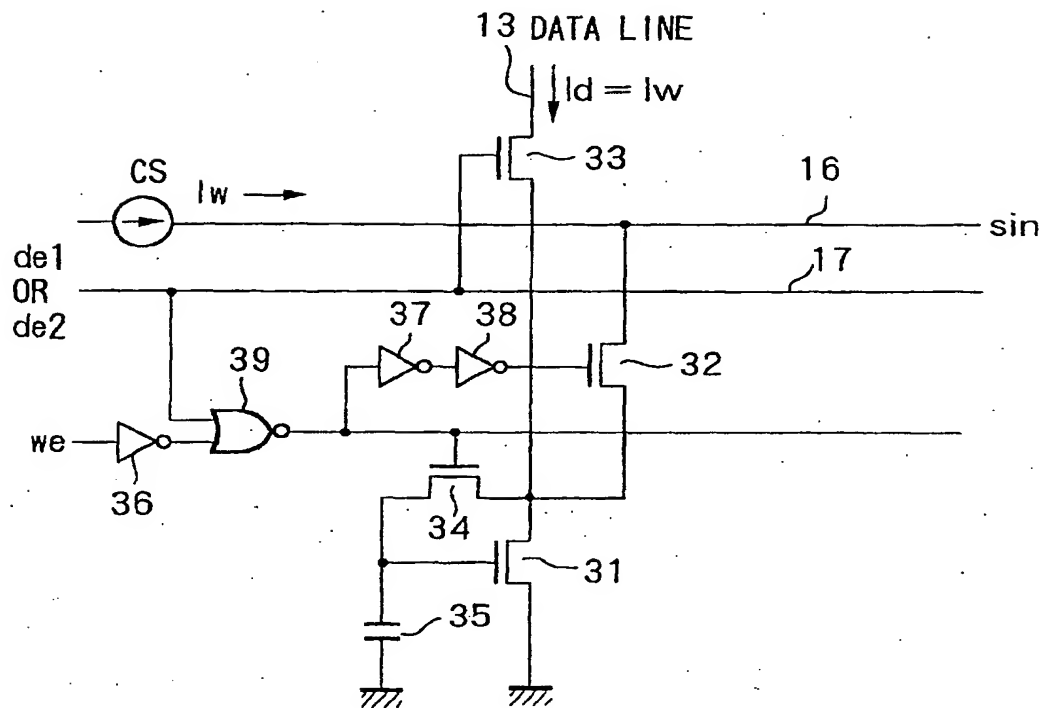 13 DATA LINE
Id = Iw
33
CS
Iw
16
sin
de1
OR
de2
17
37
38
32
39
we
36
34
31
35